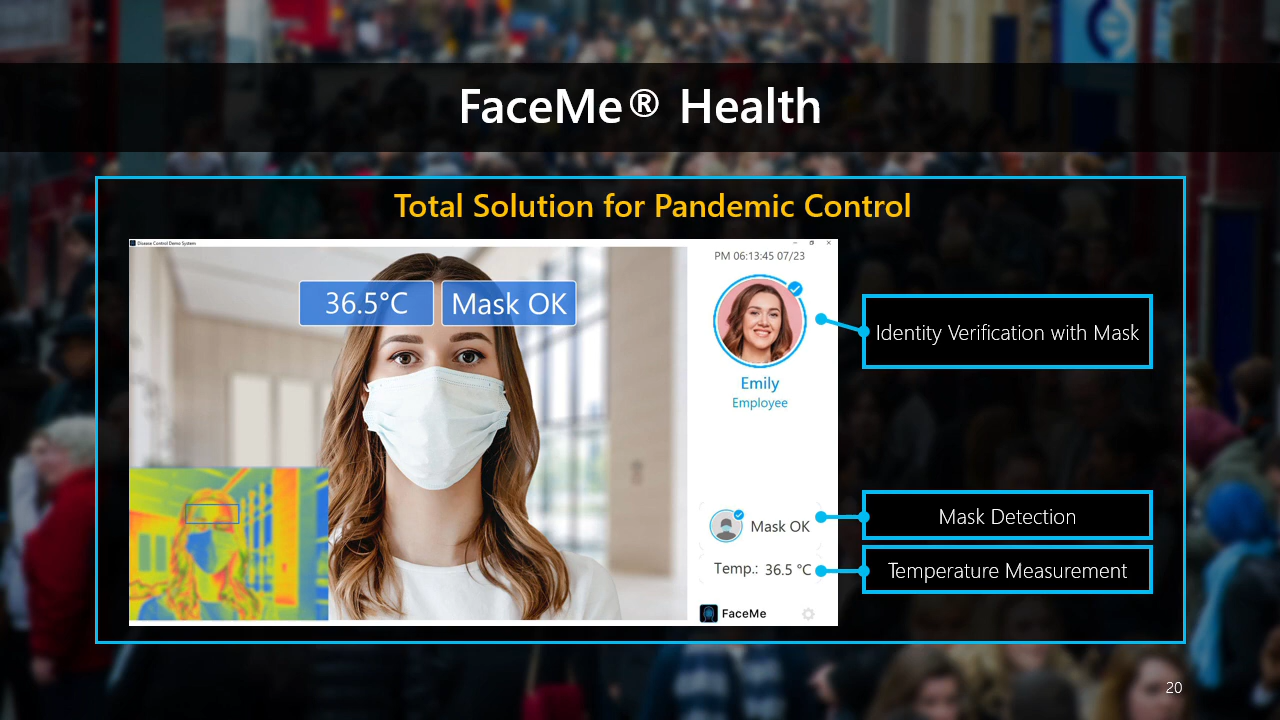 FaceMe® Health
Total Solution for Pandemic Control
Disease Control Demo System
36.5°C
Mask OK
PM 06:13:45 07/23
Emily
Employee
Identity Verification with Mask
Mask OK
Mask Detection
Temp.: 36.5 °C
Temperature Measurement
FaceMe
20